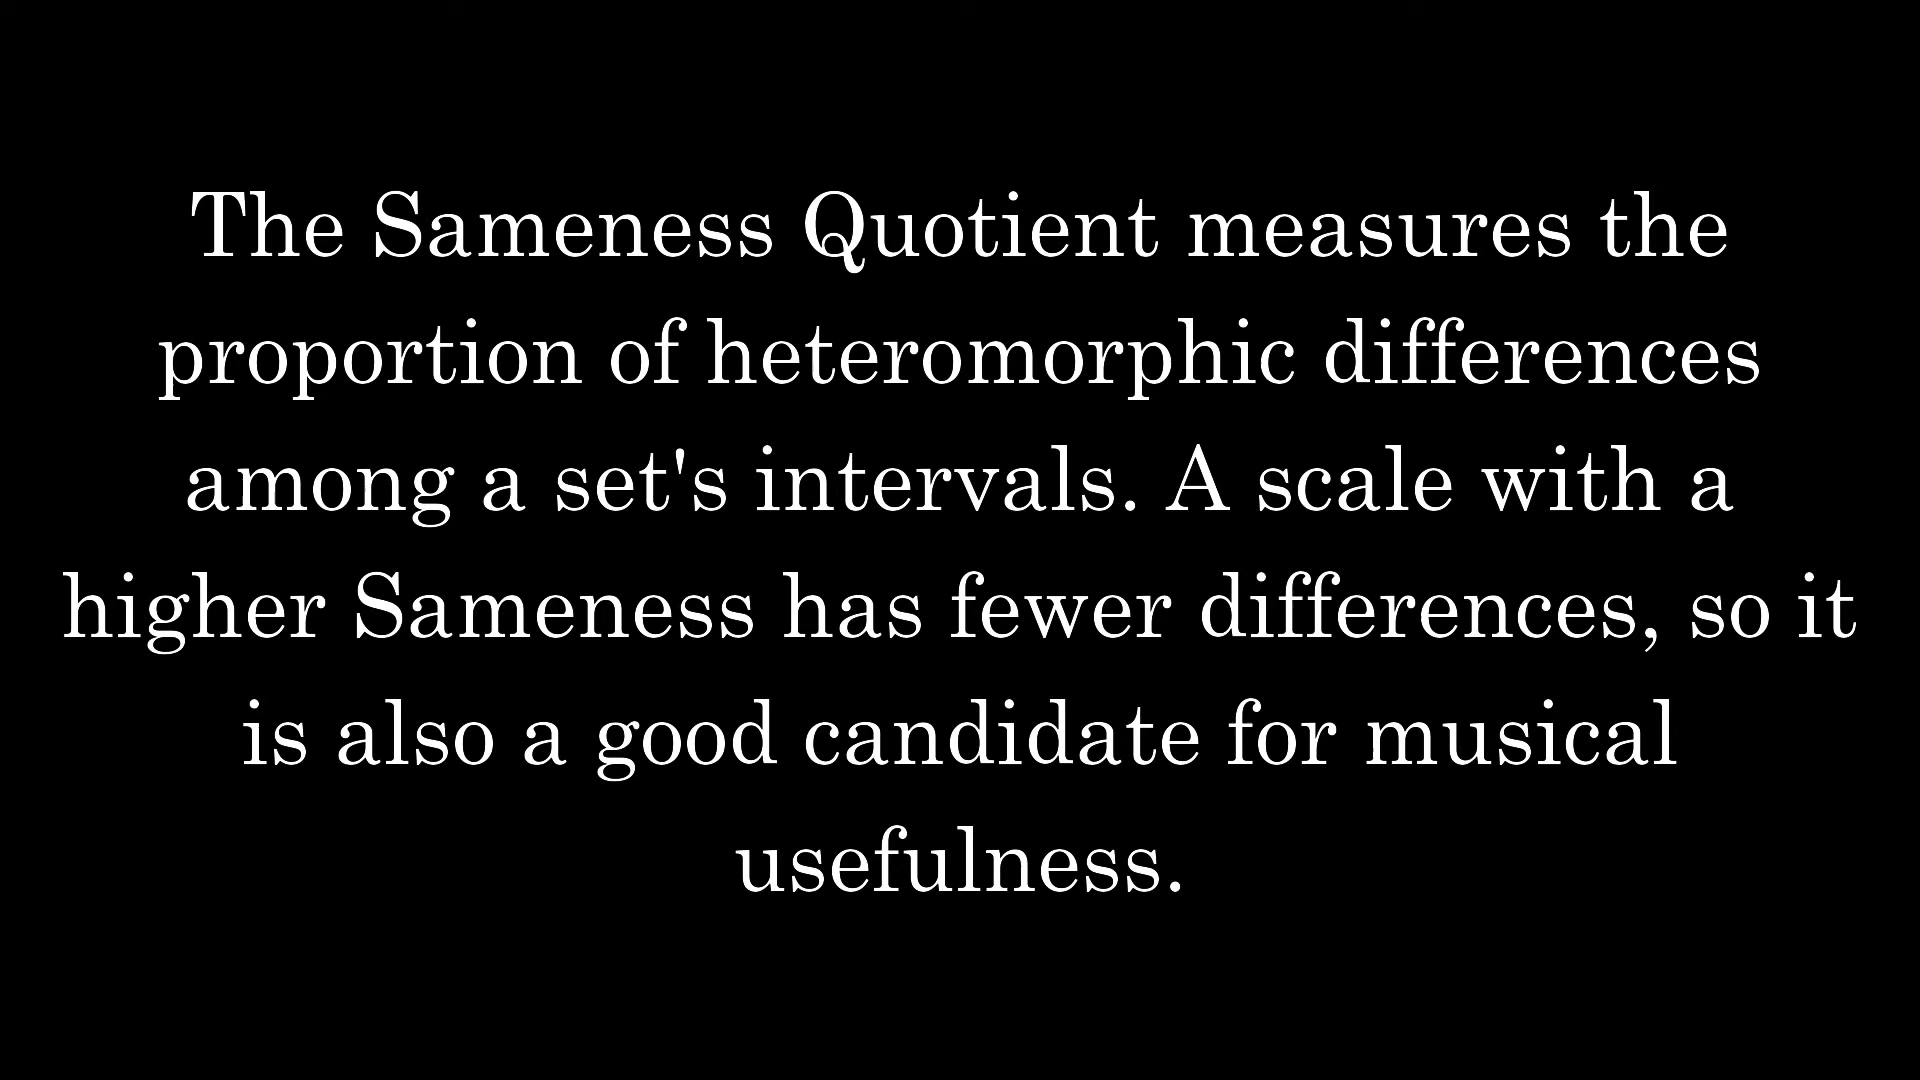 The Sameness Quotient measures the
proportion of heteromorphic differences
among a set's intervals. A scale with a
higher Sameness has fewer differences, so it
is also a good candidate for musical
usefulness.